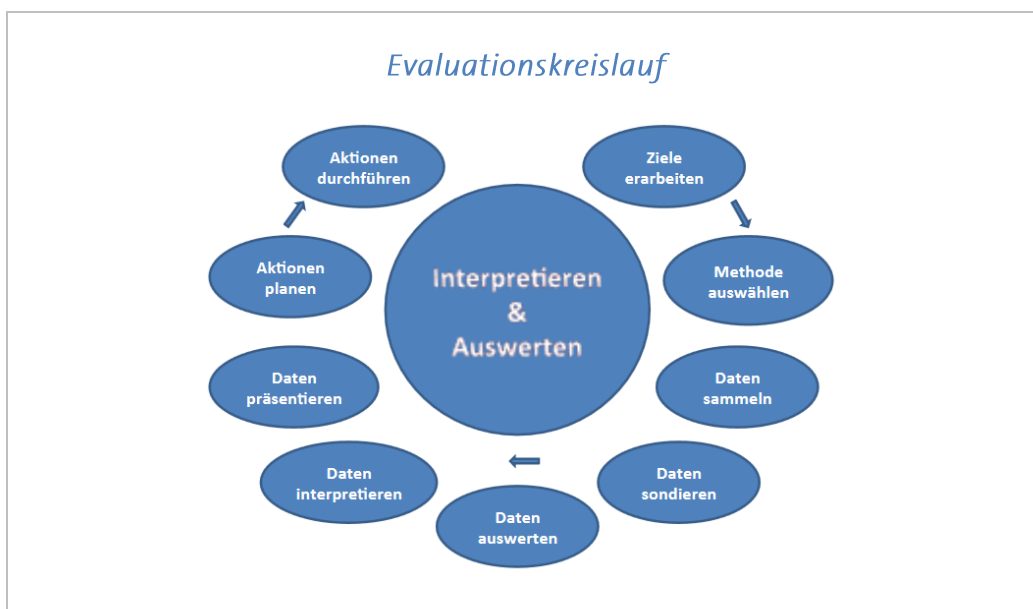 Evaluationskreislauf
Ziele
erarbeiten
Methode
auswählen
Daten
sammeln
Daten
sondieren
Daten
auswerten
Daten
interpretieren
Daten
präsentieren
Aktionen
planen
Aktionen
durchführen
Interpretieren
&
Auswerten